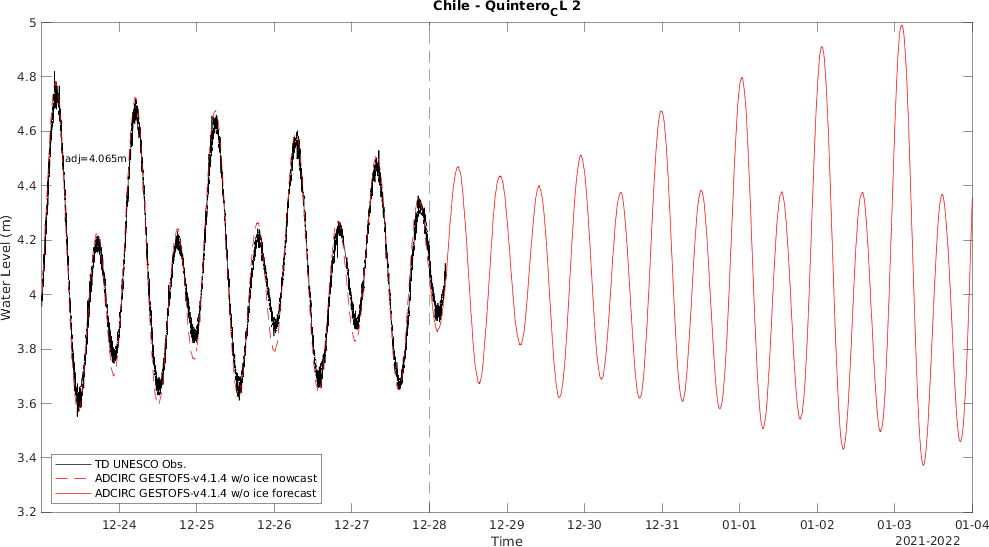 Chile - Quintero_CL 2
Water Level (m)
5
4.8
4.6
4.4
4.2
4
3.8
3.6
3.4
3.2
adj=4.065m
TD UNESCO Obs.
ADCIRC GESTOFS-v4.1.4 w/o ice nowcast
ADCIRC GESTOFS-v4.1.4 w/o ice forecast
12-24 12-25 12-26 12-27 12-28 12-29 12-30 12-31 01-01 01-02 01-03 01-04
Time
2021-2022